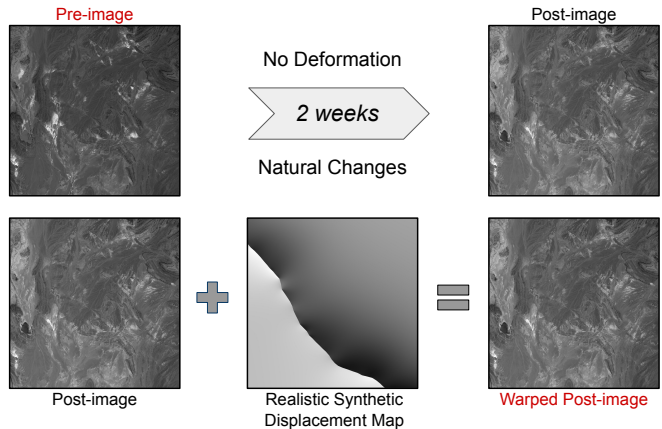 Pre-image
Post-image
No Deformation
2 weeks
Natural Changes
Post-image
Realistic Synthetic
Displacement Map
Warped Post-image